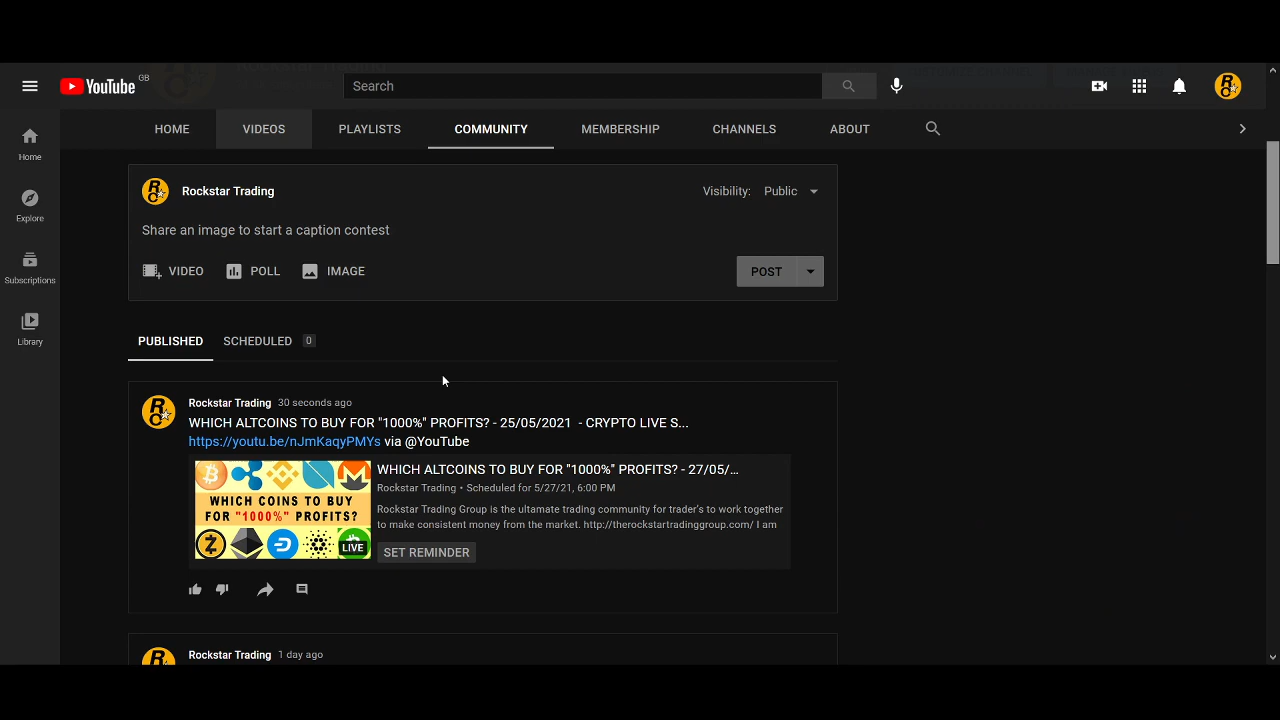 YouTube GB
Search
HOME VIDEOS PLAYLISTS COMMUNITY MEMBERSHIP CHANNELS ABOUT
Home
Explore
Subscriptions
Library
Rockstar Trading
Visibility: Public
Share an image to start a caption contest
VIDEO POLL IMAGE
POST
PUBLISHED SCHEDULED 0
Rockstar Trading 30 seconds ago
WHICH ALTCOINS TO BUY FOR "1000%" PROFITS? - 25/05/2021 - CRYPTO LIVE S...
https://youtu.be/nJmKaqyPMYs via @YouTube
WHICH COINS TO BUY
FOR "1000%" PROFITS?
LIVE
WHICH ALTCOINS TO BUY FOR "1000%" PROFITS? - 27/05/...
Rockstar Trading • Scheduled for 5/27/21, 6:00 PM
Rockstar Trading Group is the ultamate trading community for trader's to work together
to make consistent money from the market. http://therockstartradinggroup.com/ I am
SET REMINDER
Rockstar Trading 1 day ago